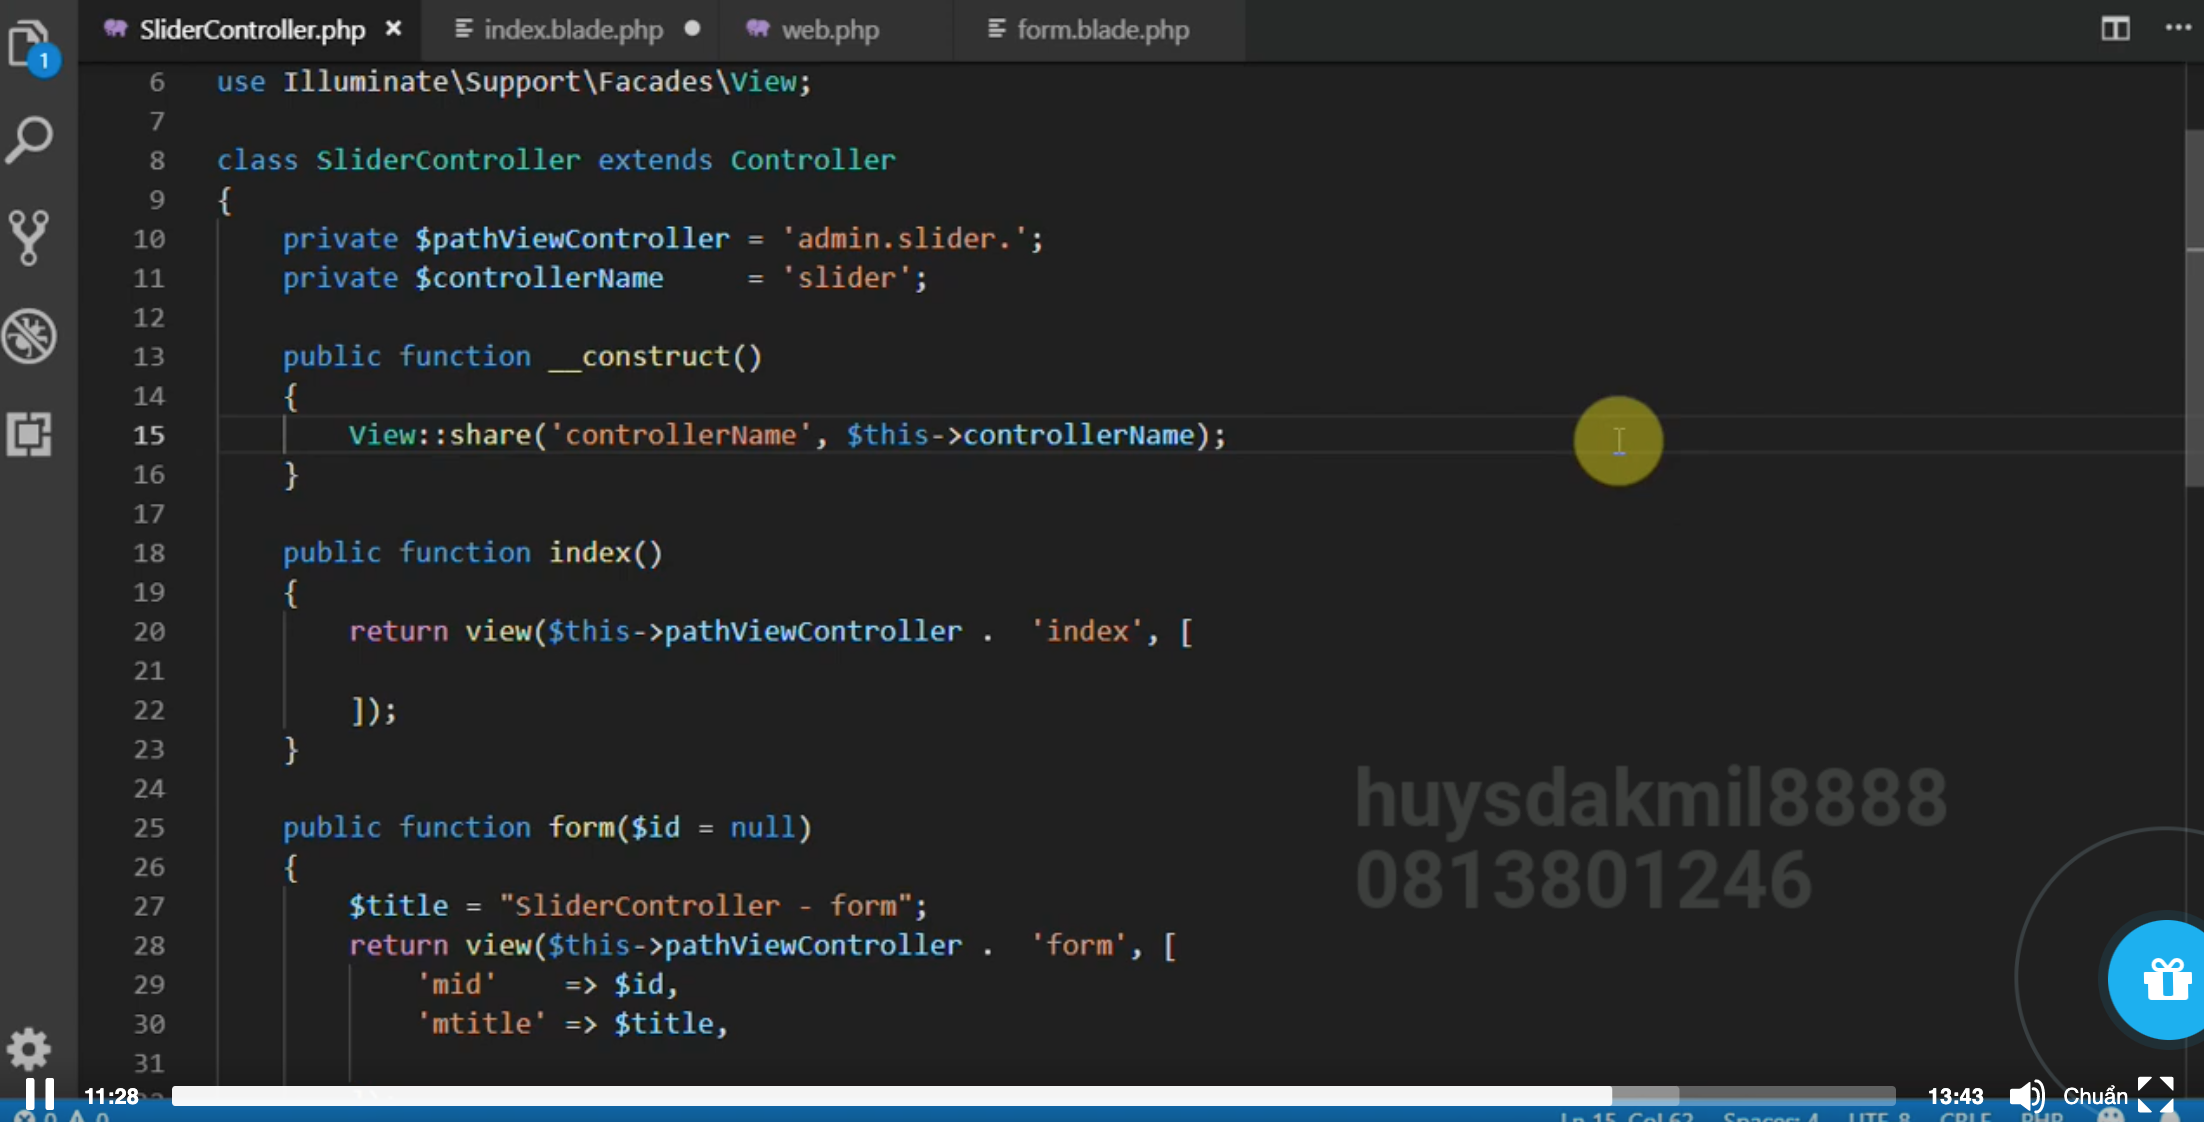 SliderController.php × index.blade.php ● web.php form.blade.php
1
6 use Illuminate\Support\Facades\View;
7
8 class SliderController extends Controller
9 {
10 private $pathViewController = 'admin.slider.';
11 private $controllerName     = 'slider';
12
13 public function __construct()
14 {
15 View::share('controllerName', $this->controllerName);
16 }
17
18 public function index()
19 {
20 return view($this->pathViewController .  'index', [
21
22 ]);
23 }
24
25 public function form($id = null)
26 {
27 $title = "SliderController - form";
28 return view($this->pathViewController .  'form', [
29 'mid'    => $id,
30 'mtitle' => $title,
31
huysdakmil8888
0813801246
11:28 13:43 Chuẩn
Ln 15, Col 62 Spaces: 4 UTF-8 CRLF PHP